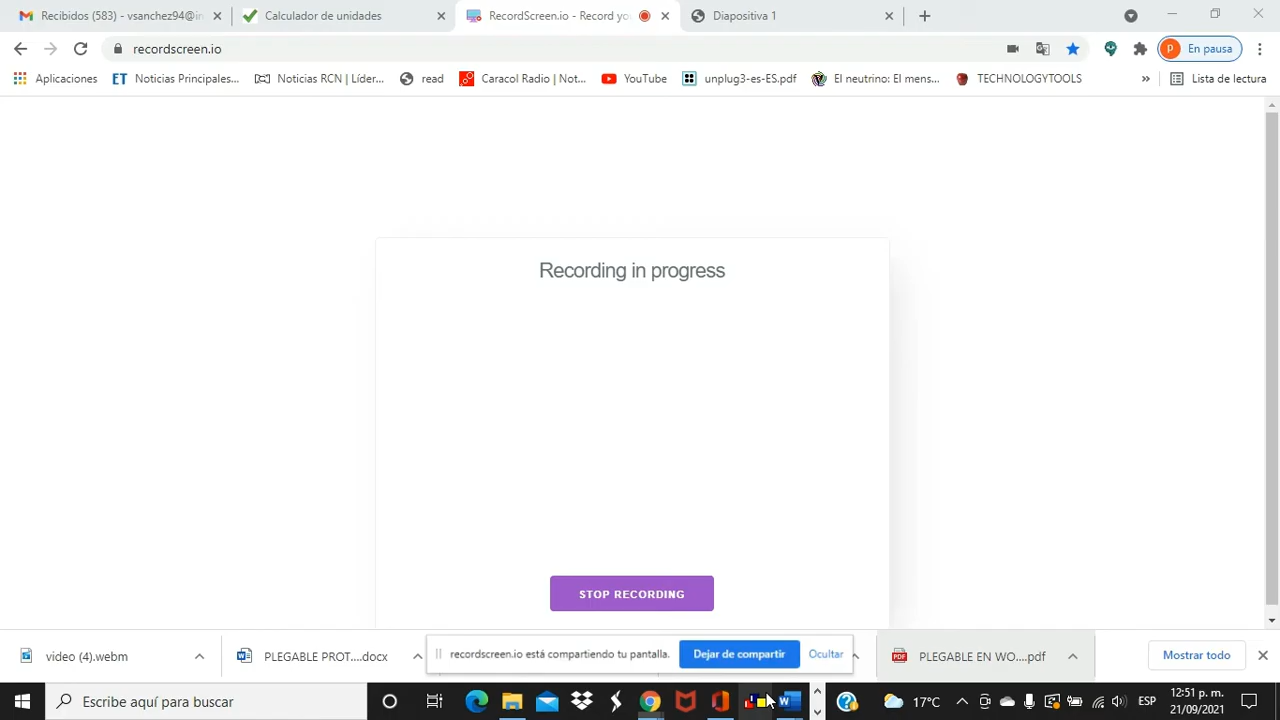 Recibidos (583) - vsanchez94@in
Calculador de unidades
RecordScreen.io - Record yo
Diapositiva 1
recordscreen.io
P
En pausa
Aplicaciones
ET Noticias Principales...
Noticias RCN | Líder...
read
Caracol Radio | Not...
YouTube
unplug3-es-ES.pdf
El neutrino: El mens...
TECHNOLOGYTOOLS
»
Lista de lectura
Recording in progress
STOP RECORDING
video (4).webm
PLEGABLE PROT....docx
recordscreen.io está compartiendo tu pantalla.
Dejar de compartir
Ocultar
PDF
PLEGABLE EN WO....pdf
Mostrar todo
Escribe aquí para buscar
17°C
ESP
12:51 p. m.
21/09/2021